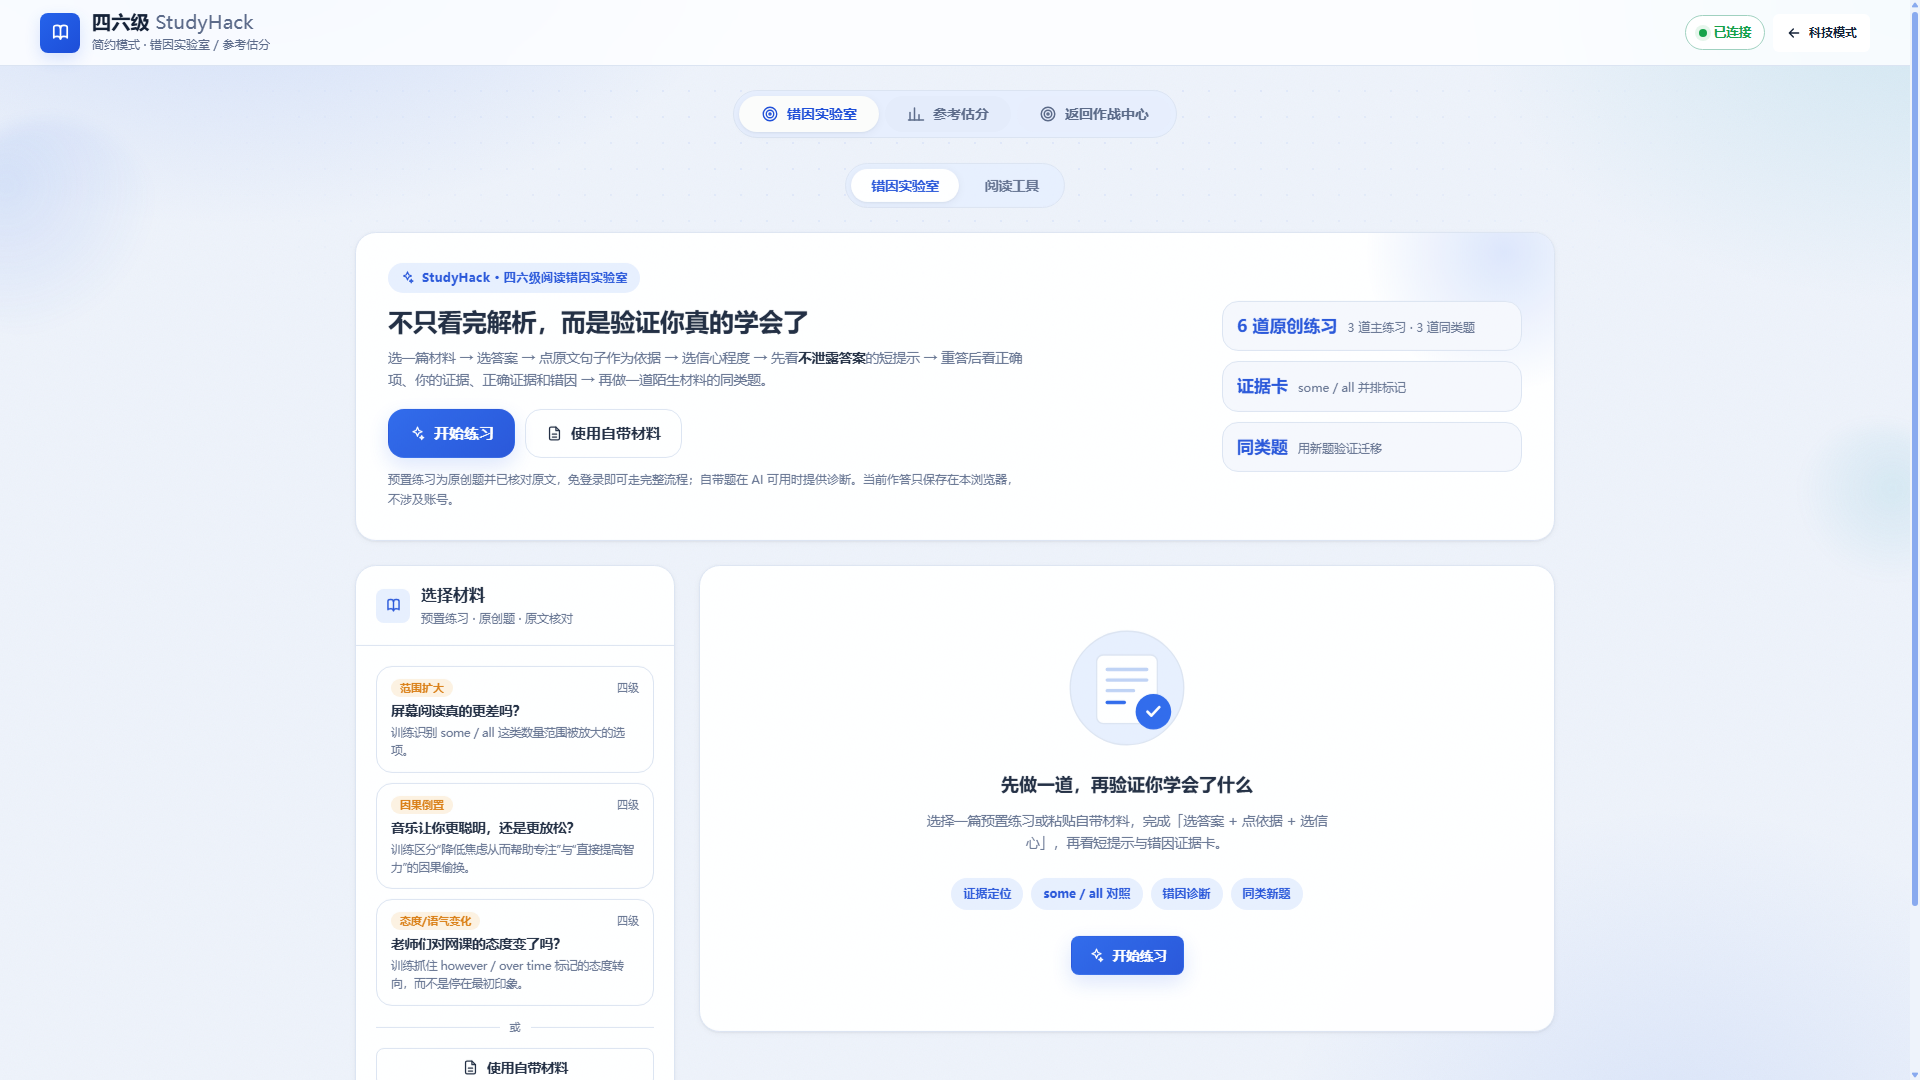 四六级 StudyHack
简约模式 · 错因实验室 / 参考估分
已连接
科技模式
错因实验室
参考估分
返回作战中心
错因实验室
阅读工具
StudyHack • 四六级阅读错因实验室
不只看完解析，而是验证你真的学会了
选一篇材料 → 选答案 → 点原文句子作为依据 → 选信心程度 → 先看不泄露答案的短提示 → 重答后看正确
项、你的证据、正确证据和错因 → 再做一道陌生材料的同类题。
开始练习
使用自带材料
预置练习为原创题并已核对原文，免登录即可走完整流程；自带题在 AI 可用时提供诊断。当前作答只保存在本浏览器，
不涉及账号。
6 道原创练习 3 道主练习 · 3 道同类题
证据卡 some / all 并排标记
同类题 用新题验证迁移
选择材料
预置练习 · 原创题 · 原文核对
范围扩大
四级
屏幕阅读真的更差吗？
训练识别 some / all 这类数量范围被放大的选
项。
因果倒置
四级
音乐让你更聪明，还是更放松？
训练区分“降低焦虑从而帮助专注”与“直接提高智
力”的因果偷换。
态度/语气变化
四级
老师们对网课的态度变了吗？
训练抓住 however / over time 标记的态度转
向，而不是停在最初印象。
或
使用自带材料
先做一道，再验证你学会了什么
选择一篇预置练习或粘贴自带材料，完成「选答案 + 点依据 + 选信
心」，再看短提示与错因证据卡。
证据定位
some / all 对照
错因诊断
同类新题
开始练习